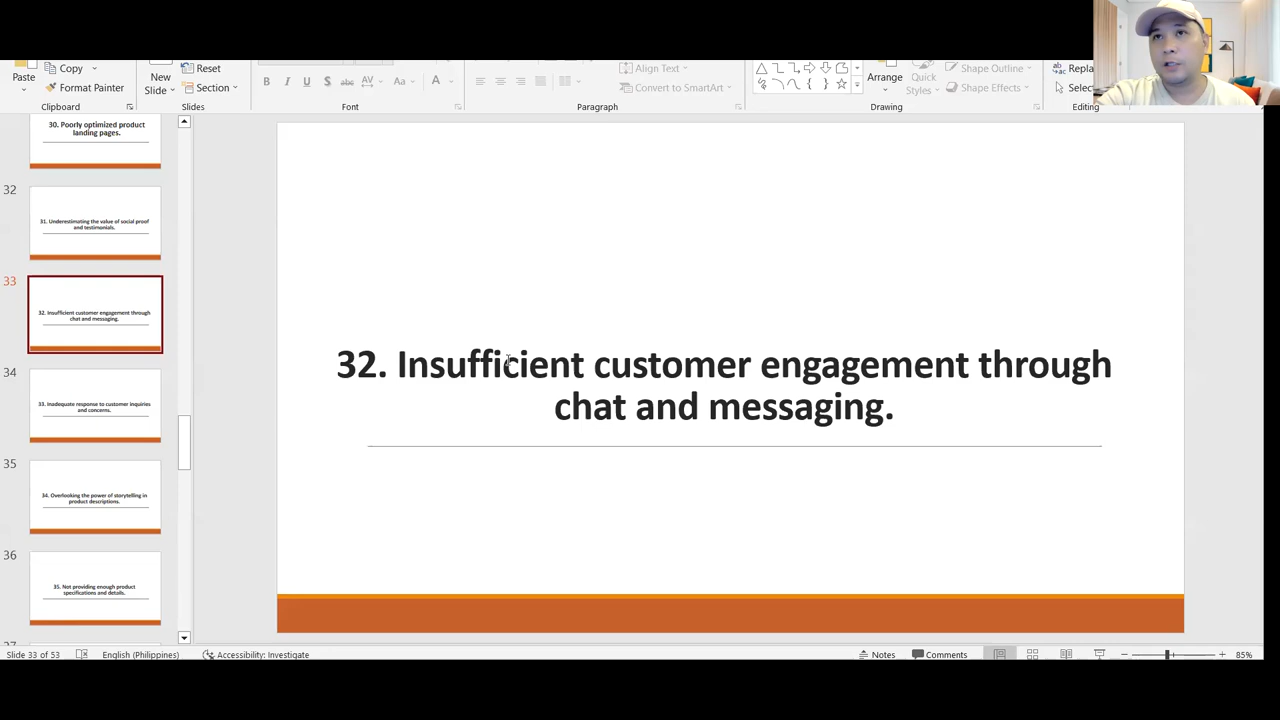 Paste
Copy
Format Painter
Clipboard
New
Slide
Reset
Section
Slides
B I U S abc AV Aa A
Font
Paragraph
Align Text
Convert to SmartArt
Arrange
Quick
Styles
Shape Outline
Shape Effects
Drawing
Repla
Selec
Editing
30. Poorly optimized product
landing pages.
32
31. Underestimating the value of social proof
and testimonials.
33
32. Insufficient customer engagement through
chat and messaging.
34
33. Inadequate response to customer inquiries
and concerns.
35
34. Overlooking the power of storytelling in
product descriptions.
36
35. Not providing enough product
specifications and details.
32. Insufficient customer engagement through
chat and messaging.
Slide 33 of 53
English (Philippines)
Accessibility: Investigate
Notes
Comments
85%